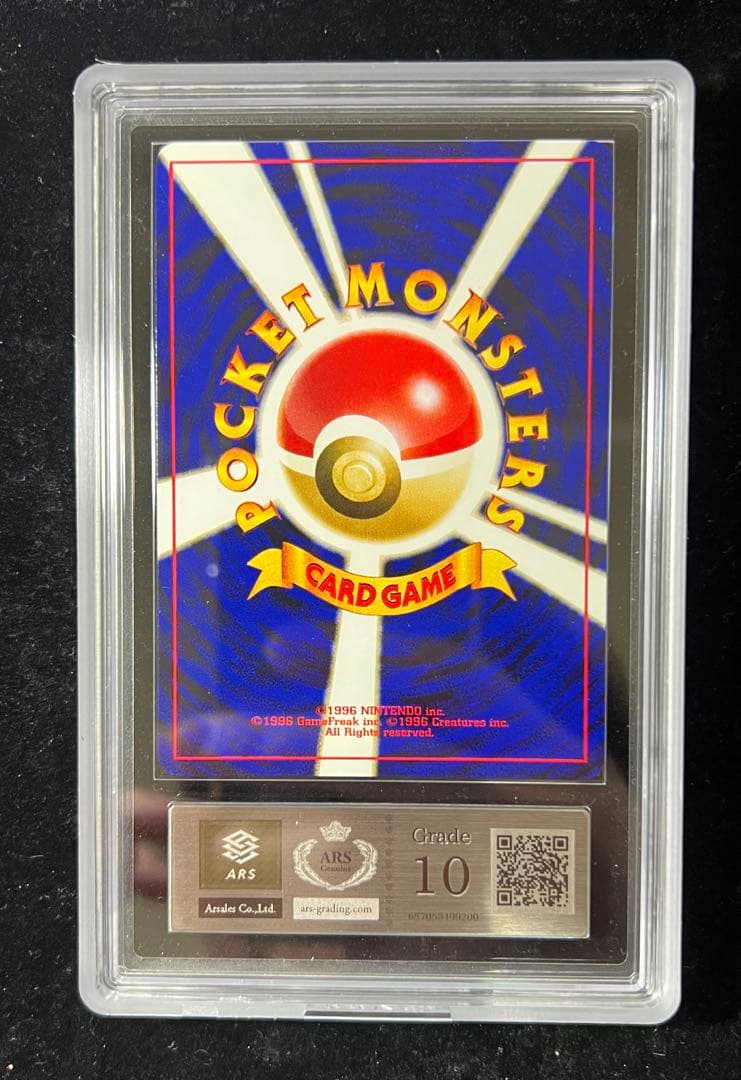 POCKET MONSTERS
CARD GAME
©1996 NINTENDO inc.
©1996 GameFreak inc. ©1996 Creatures inc.
All Rights reserved.
ARS
Arsales Co.,Ltd.
ARS
Genuine
ars-grading.com
Grade
10
657053499200